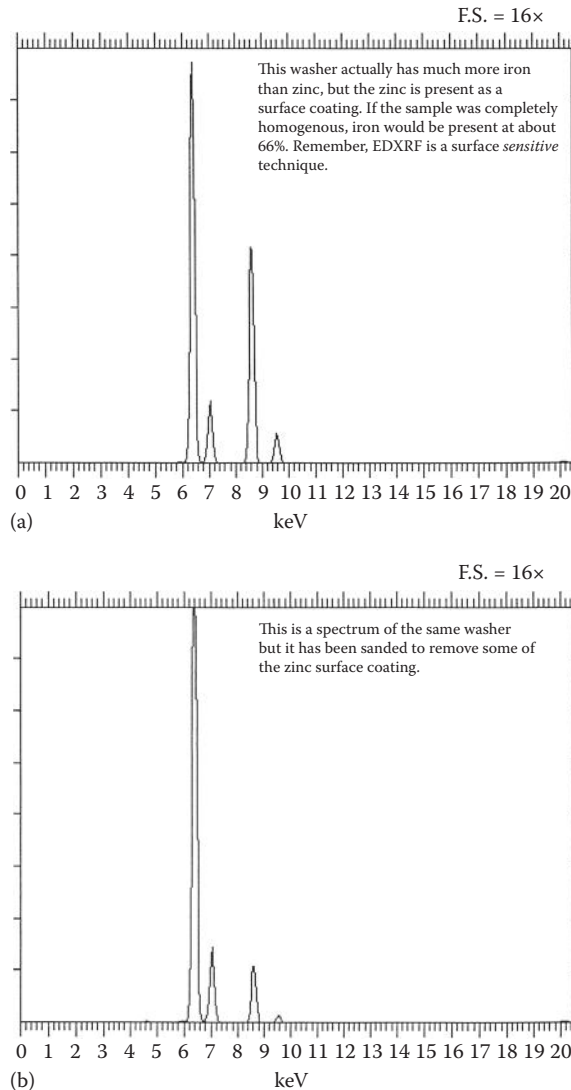 F.S. = 16×
This washer actually has much more iron
than zinc, but the zinc is present as a
surface coating. If the sample was completely
homogenous, iron would be present at about
66%. Remember, EDXRF is a surface sensitive
technique.
0 1 2 3 4 5 6 7 8 9 10 11 12 13 14 15 16 17 18 19 20
(a) keV
F.S. = 16×
This is a spectrum of the same washer
but it has been sanded to remove some of
the zinc surface coating.
0 1 2 3 4 5 6 7 8 9 10 11 12 13 14 15 16 17 18 19 20
(b) keV